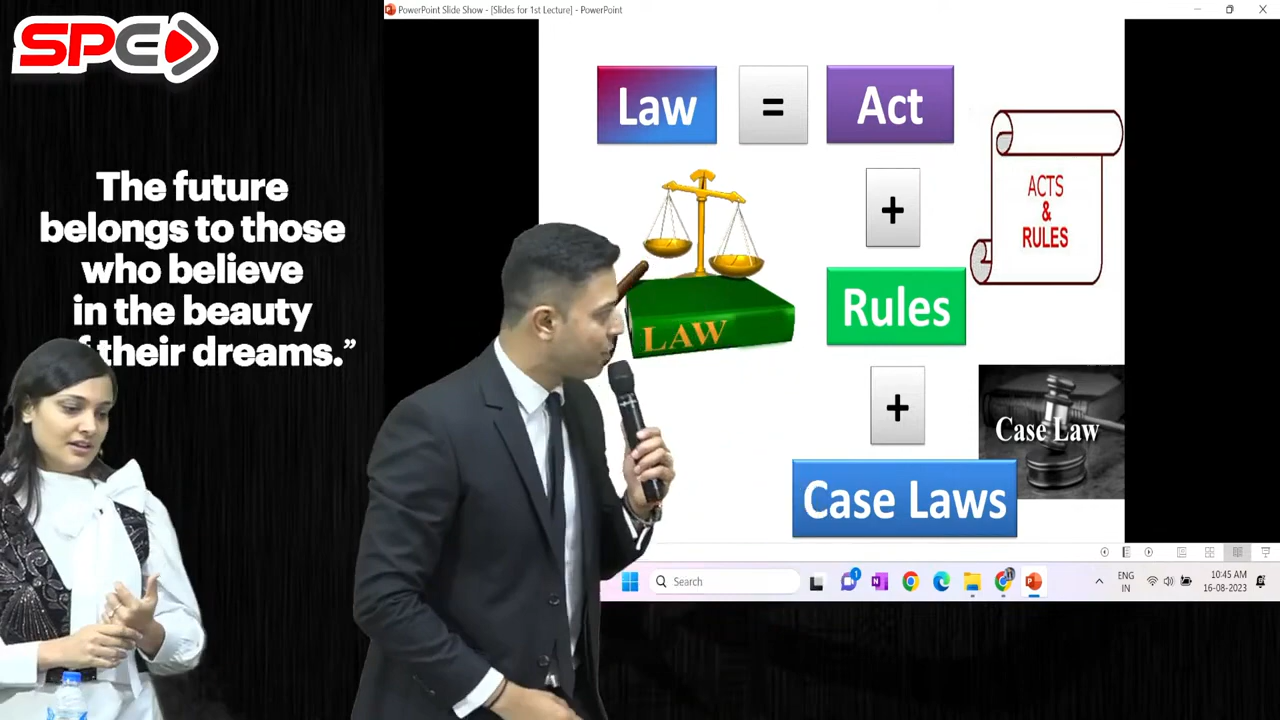 PowerPoint Slide Show - [Slides for 1st Lecture] - PowerPoint
SPE
The future
belongs to those
who believe
in the beauty
their dreams.”
Law = Act
+
ACTS
&
RULES
Rules
LAW
+
Case Law
Case Laws
Search
1
ENG
IN
10:45 AM
16-08-2023